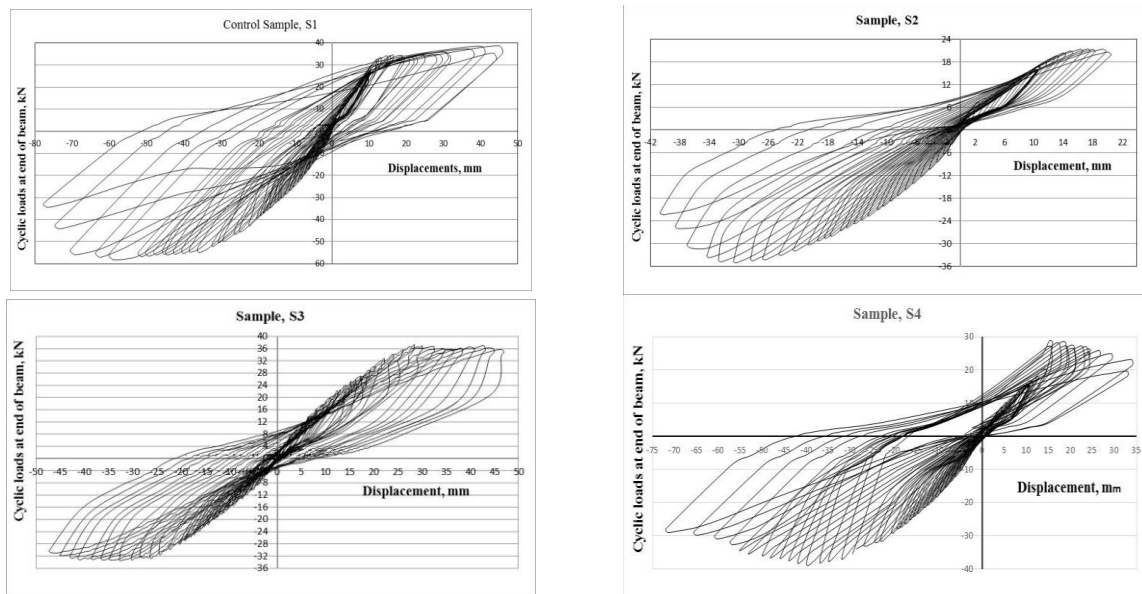 Control Sample, S1
Cyclic loads at end of beam, kN
40
30
20
10
-80 -70 -60 -50 -40 -30 -20 -10 0 10 20 30 40 50
Displacements, mm
-20
-30
-40
-50
60
Sample, S2
Cyclic loads at end of beam, kN
24
18
12
6
-42 -38 -34 -30 -26 -22 -18 -14 -10 -6 2 6 10 14 18 22
Displacement, mm
-6
-12
-18
-24
-30
-36
Sample, S3
Cyclic loads at end of beam, kN
40
36
32
28
24
20
16
12
8
4
-50 -45 -40 -35 -30 -25 -20 -15 -10 -5 0 5 10 15 20 25 30 35 40 45 50
Displacement, mm
-8
-12
-16
-20
-24
-28
-32
-36
Sample, S4
Cyclic loads at end of beam, kN
30
20
10
-75 -70 -65 -60 -55 -50 -45 -40 -35 -30 -25 -20 -15 -10 -5 0 5 10 15 20 25 30 35
Displacement, mm
-10
-20
-30
-40